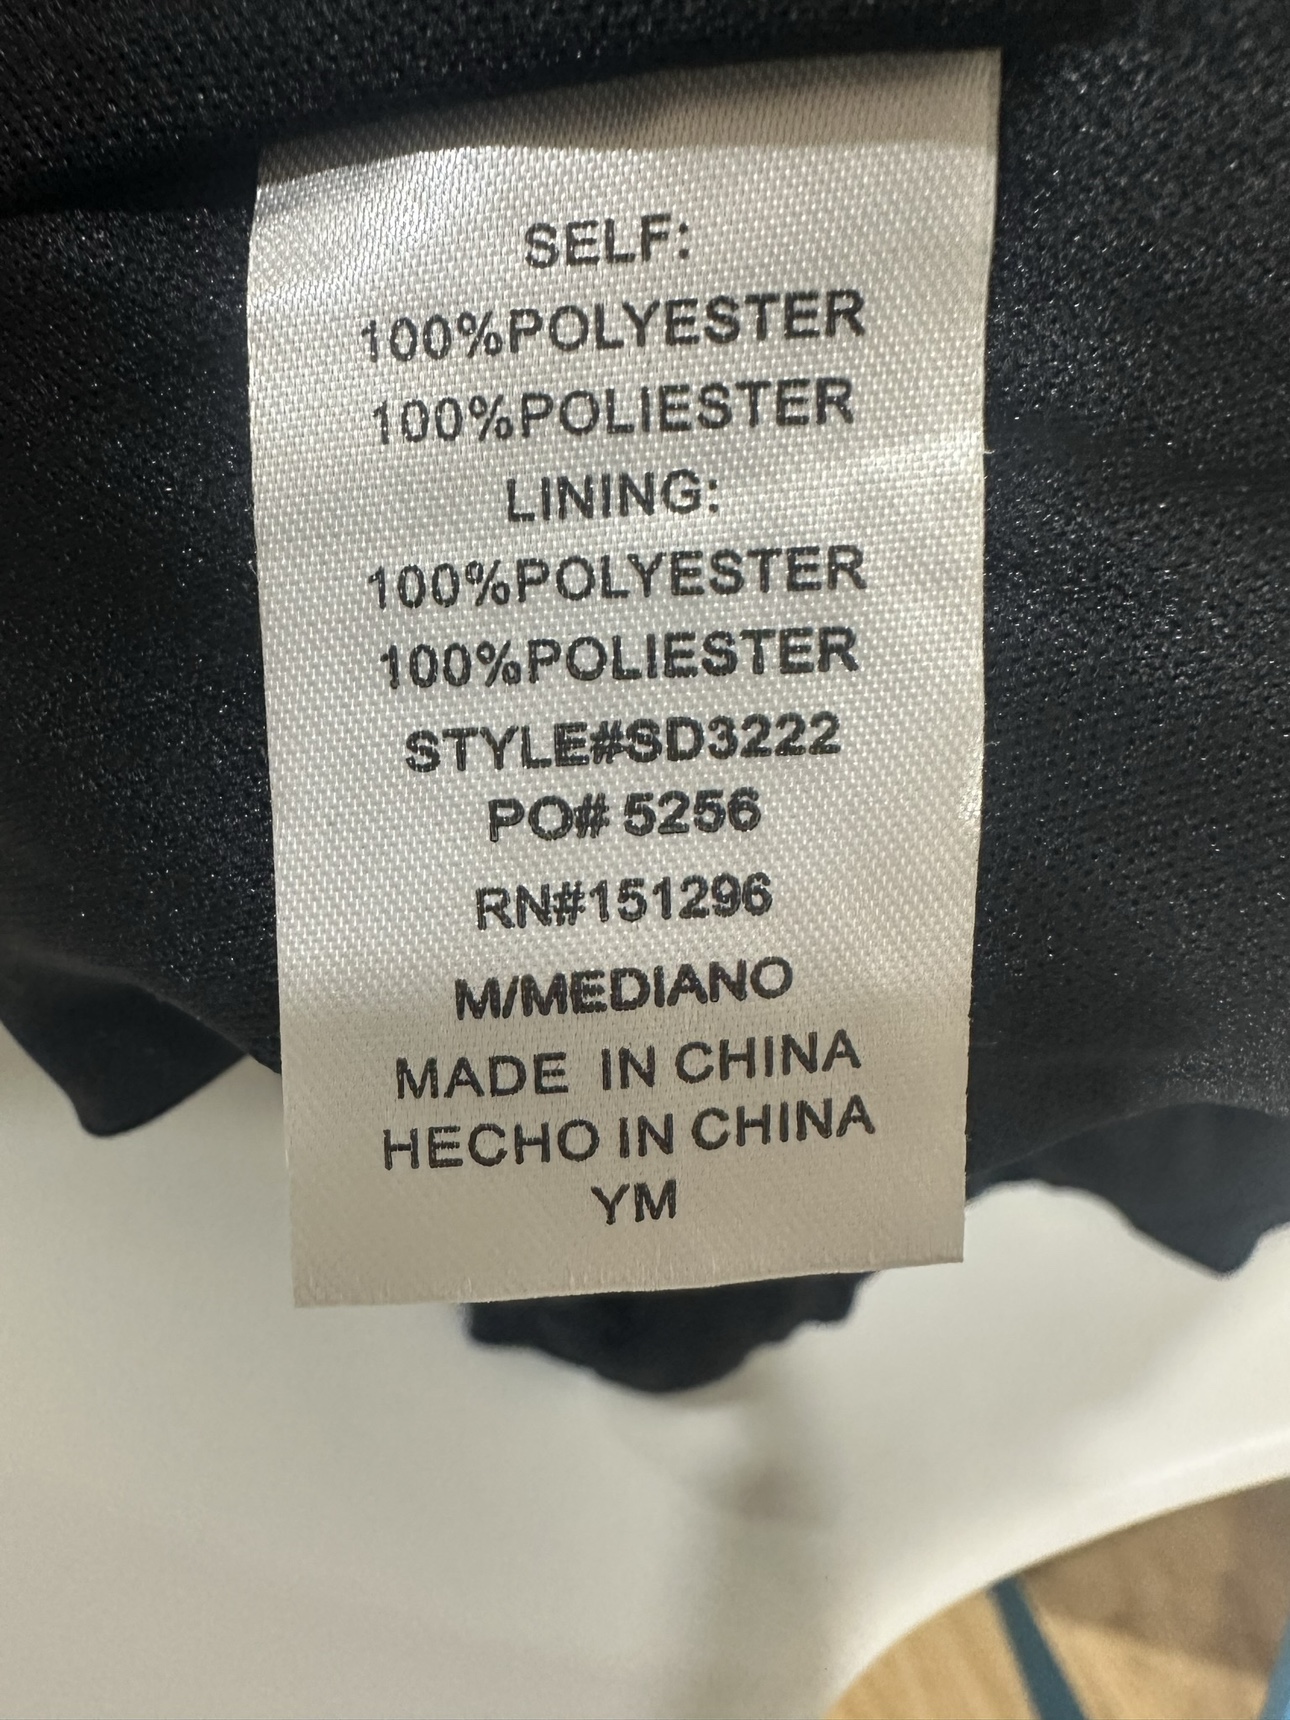 SELF:
100%POLYESTER
100%POLIESTER
LINING:
100%POLYESTER
100%POLIESTER
STYLE#SD3222
PO# 5256
RN#151296
M/MEDIANO
MADE IN CHINA
HECHO IN CHINA
YM